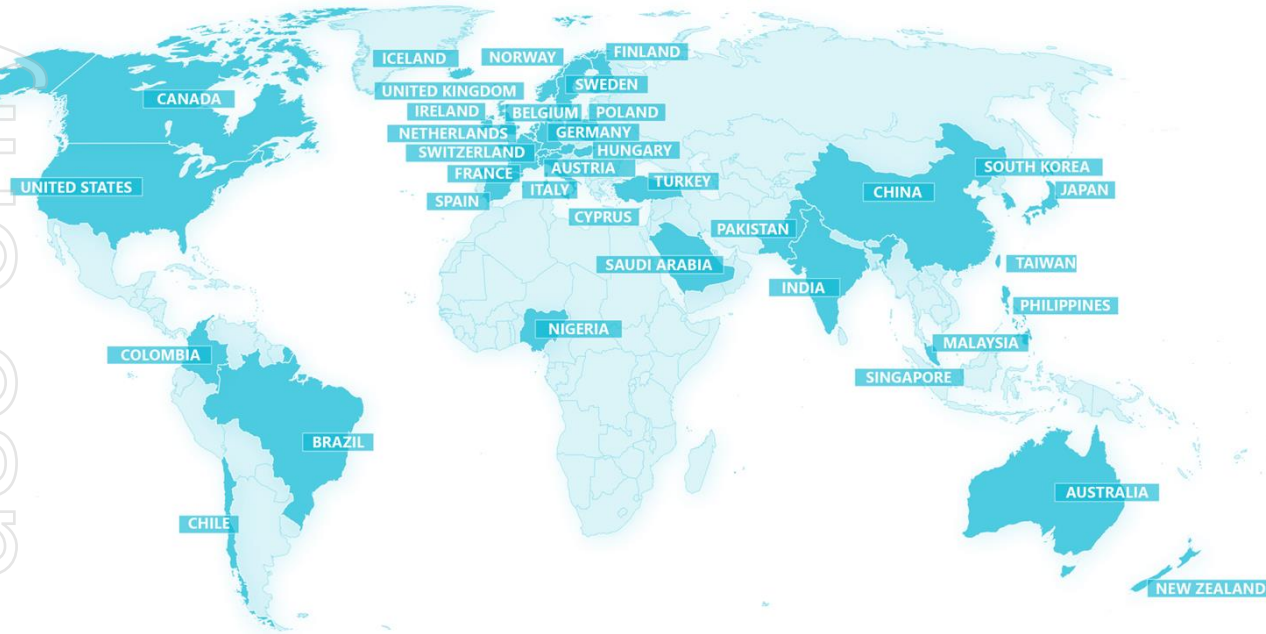 ICELAND
NORWAY
FINLAND
CANADA
UNITED KINGDOM
SWEDEN
IRELAND
BELGIUM
POLAND
NETHERLANDS
GERMANY
SWITZERLAND
HUNGARY
FRANCE
AUSTRIA
UNITED STATES
ITALY
TURKEY
SPAIN
CYPRUS
CHINA
SOUTH KOREA
JAPAN
PAKISTAN
SAUDI ARABIA
TAIWAN
INDIA
PHILIPPINES
NIGERIA
MALAYSIA
COLOMBIA
SINGAPORE
BRAZIL
AUSTRALIA
CHILE
NEW ZEALAND